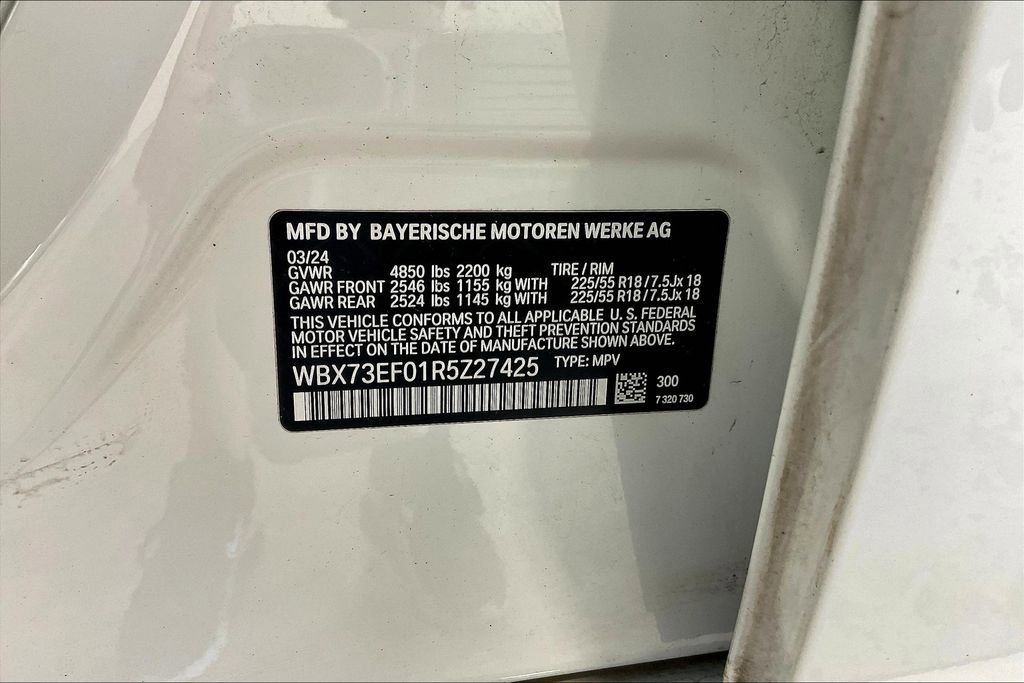 MFD BY BAYERISCHE MOTOREN WERKE AG
03/24
GVWR 4850 lbs 2200 kg TIRE / RIM
GAWR FRONT 2546 lbs 1155 kg WITH 225/55 R18 / 7.5Jx 18
GAWR REAR 2524 lbs 1145 kg WITH 225/55 R18 / 7.5Jx 18
THIS VEHICLE CONFORMS TO ALL APPLICABLE U. S. FEDERAL
MOTOR VEHICLE SAFETY AND THEFT PREVENTION STANDARDS
IN EFFECT ON THE DATE OF MANUFACTURE SHOWN ABOVE.
WBX73EF01R5Z27425 TYPE: MPV
300
7 320 730